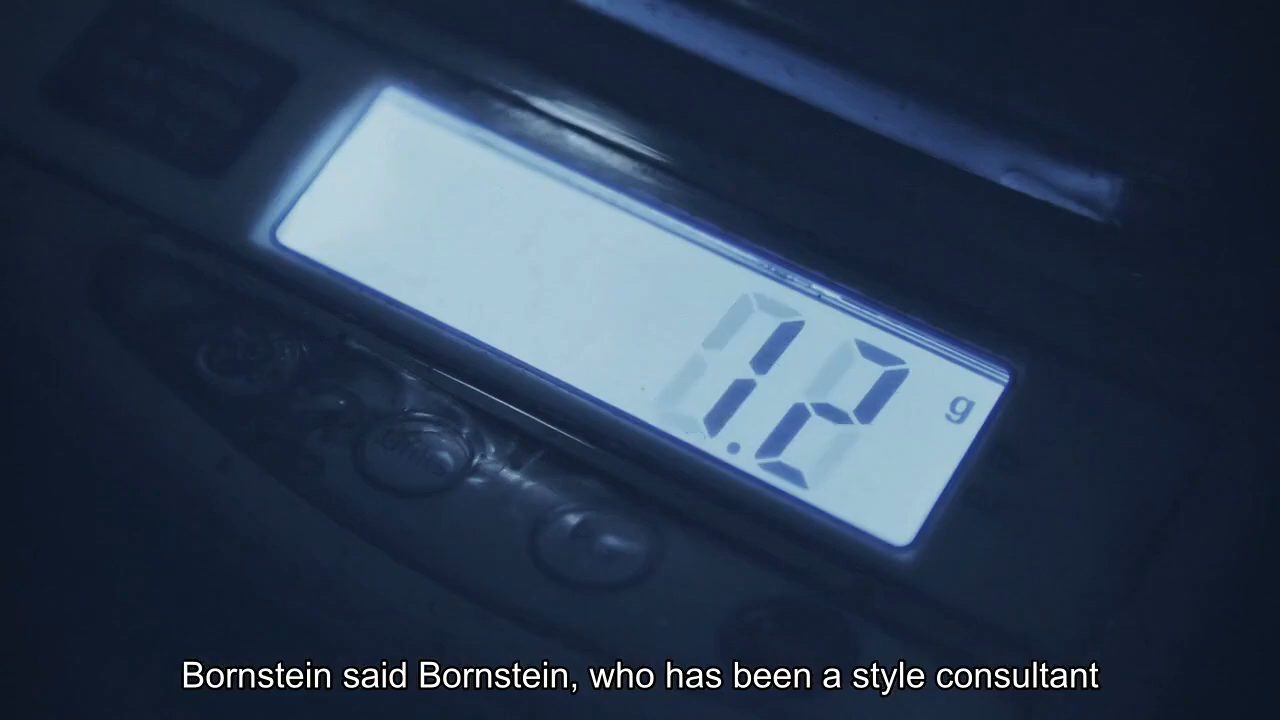 1.2 g
Bornstein said Bornstein, who has been a style consultant